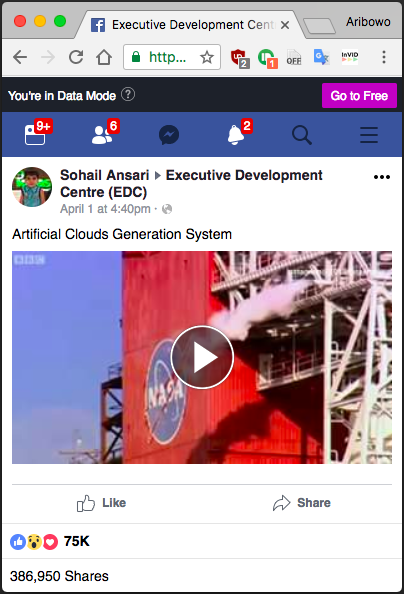 Executive Development Cent
Aribowo
http...
2
1
OFF
InVID
You're in Data Mode ?
Go to Free
9+
6
2
Sohail Ansari ▸ Executive Development
Centre (EDC)
April 1 at 4:40pm ·
Artificial Clouds Generation System
BBC
NASA
Like
Share
75K
386,950 Shares